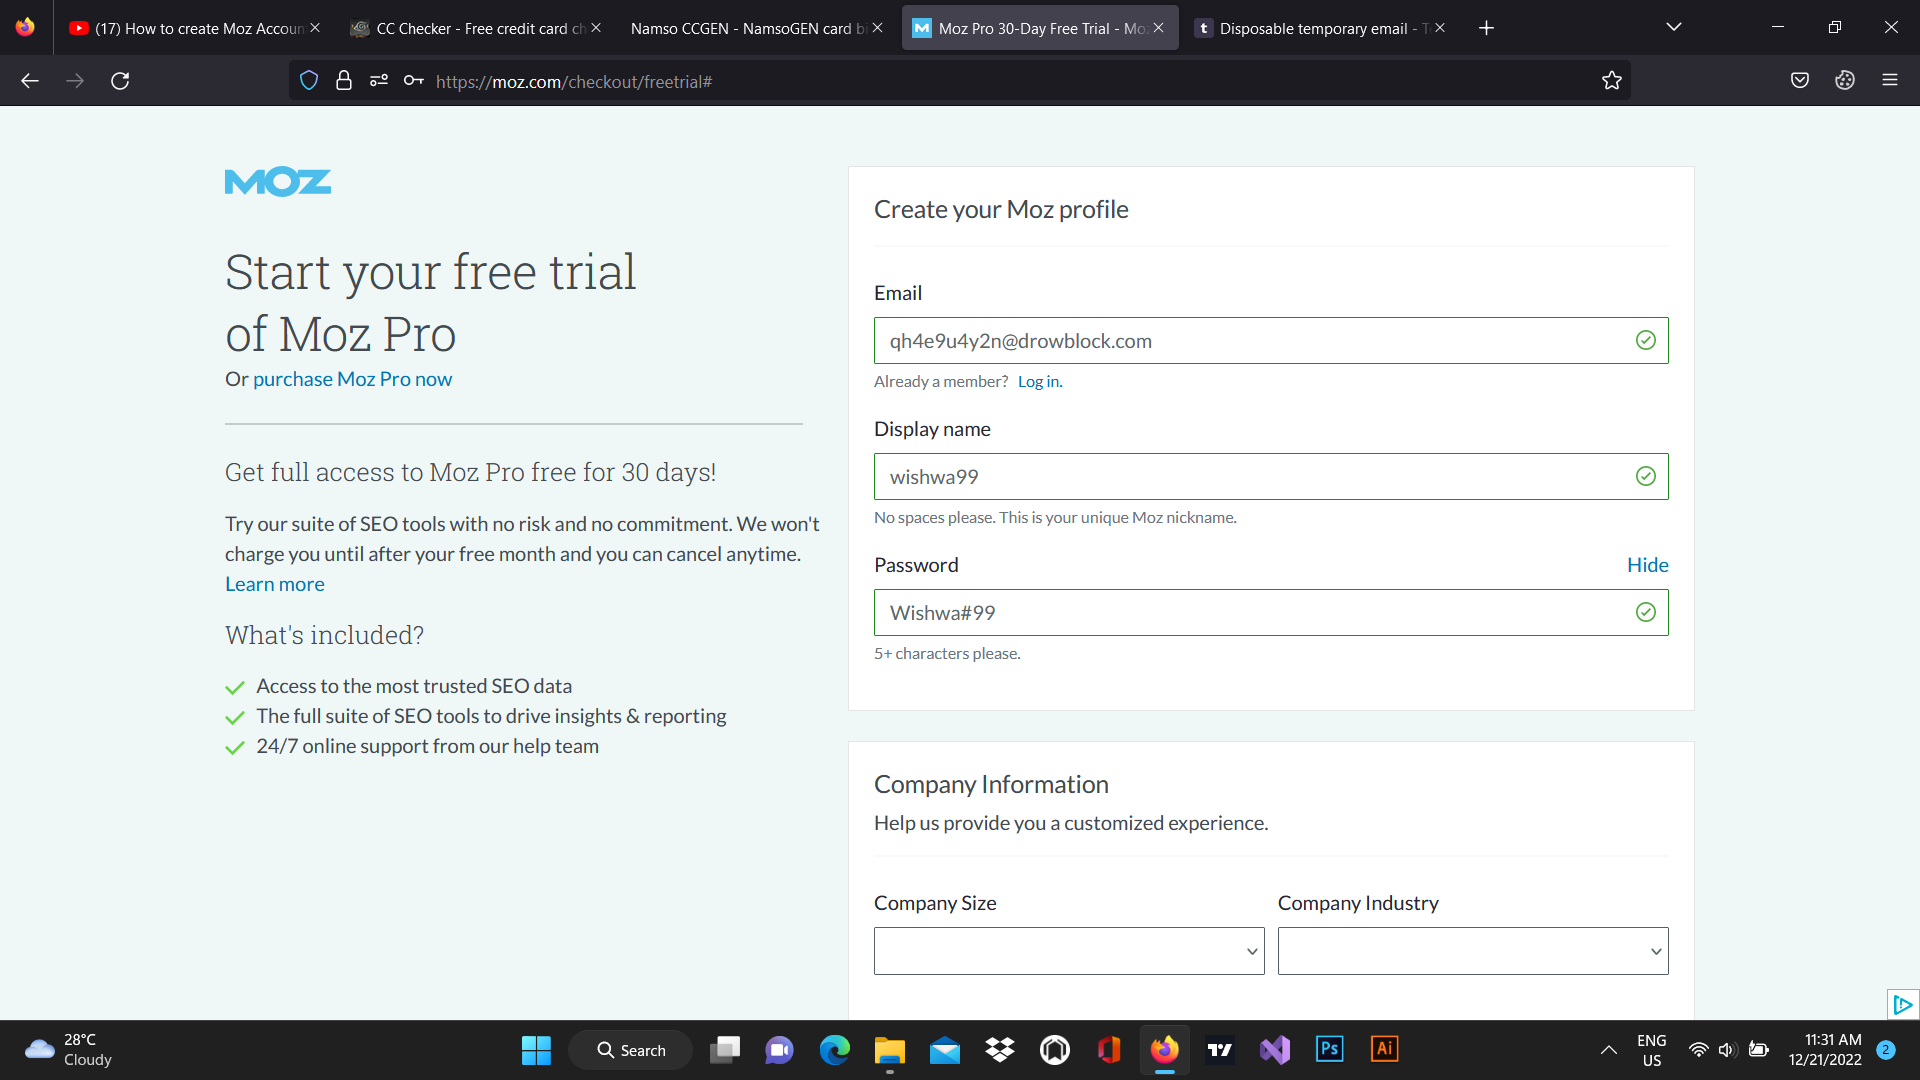 (17) How to create Moz Accoun
CC Checker - Free credit card ch
Namso CCGEN - NamsoGEN card bi
M Moz Pro 30-Day Free Trial - Mo
t Disposable temporary email - Te
https://moz.com/checkout/freetrial#
MOZ
Start your free trial
of Moz Pro
Or purchase Moz Pro now
Get full access to Moz Pro free for 30 days!
Try our suite of SEO tools with no risk and no commitment. We won't
charge you until after your free month and you can cancel anytime.
Learn more
What's included?
Access to the most trusted SEO data
The full suite of SEO tools to drive insights & reporting
24/7 online support from our help team
Create your Moz profile
Email
qh4e9u4y2n@drowblock.com
Already a member? Log in.
Display name
wishwa99
No spaces please. This is your unique Moz nickname.
Password Hide
Wishwa#99
5+ characters please.
Company Information
Help us provide you a customized experience.
Company Size Company Industry
28°C
Cloudy
Search
Ps
Ai
ENG
US
11:31 AM
12/21/2022
2